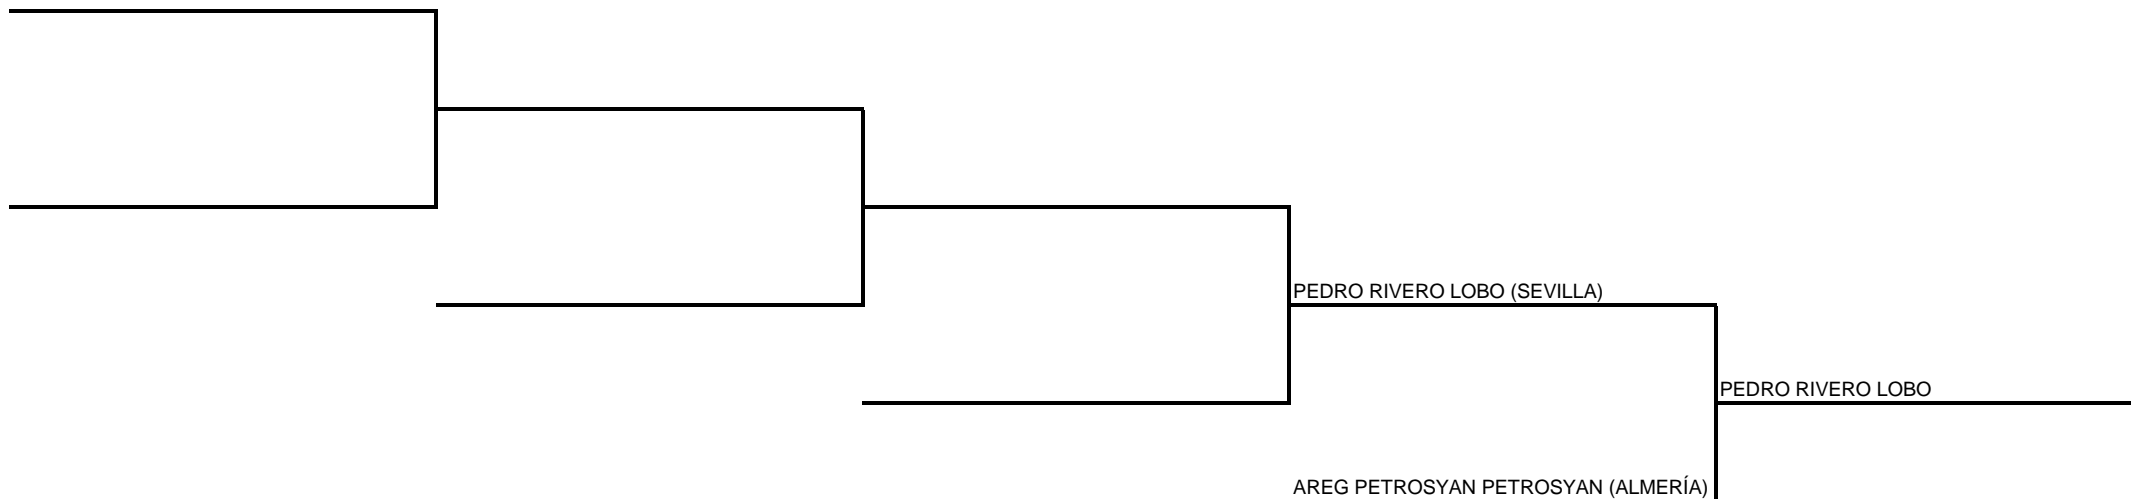 PEDRO RIVERO LOBO (SEVILLA)
PEDRO RIVERO LOBO
AREG PETROSYAN PETROSYAN (ALMERÍA)